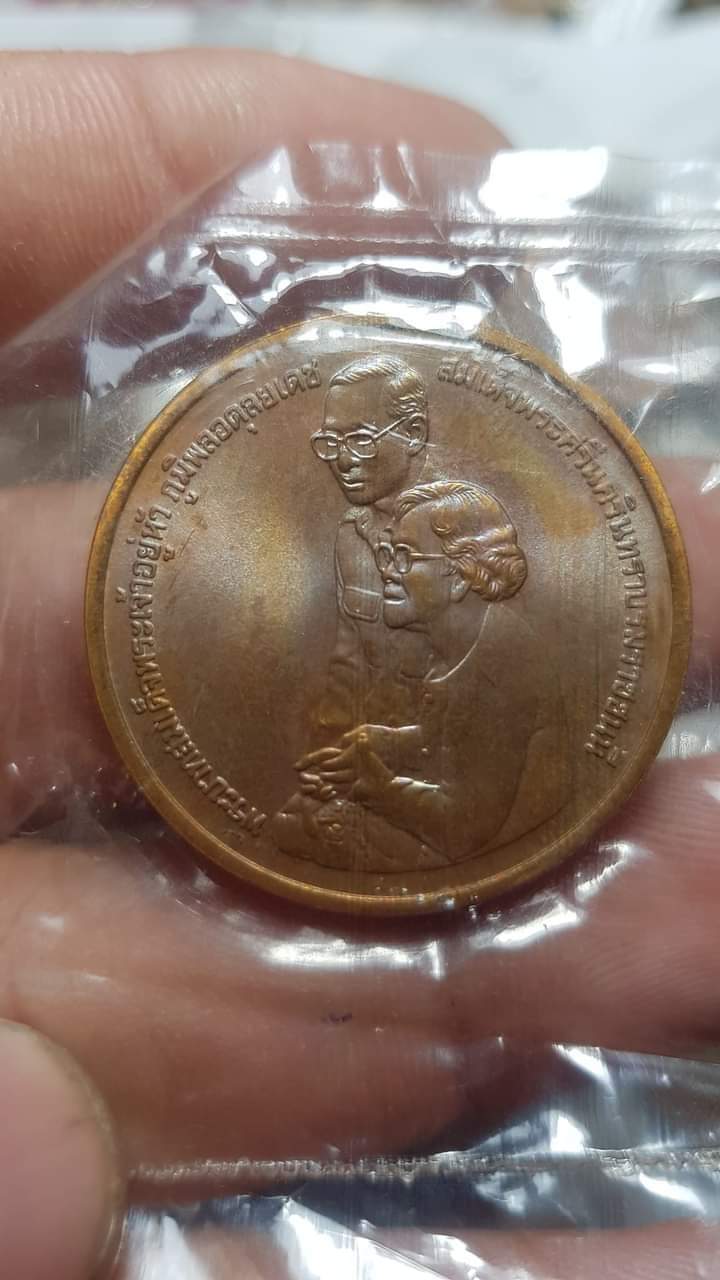 พระบาทสมเด็จพระเจ้าอยู่หัว ภูมิพลอดุลยเดช
สมเด็จพระศรีนครินทราบรมราชชนนี